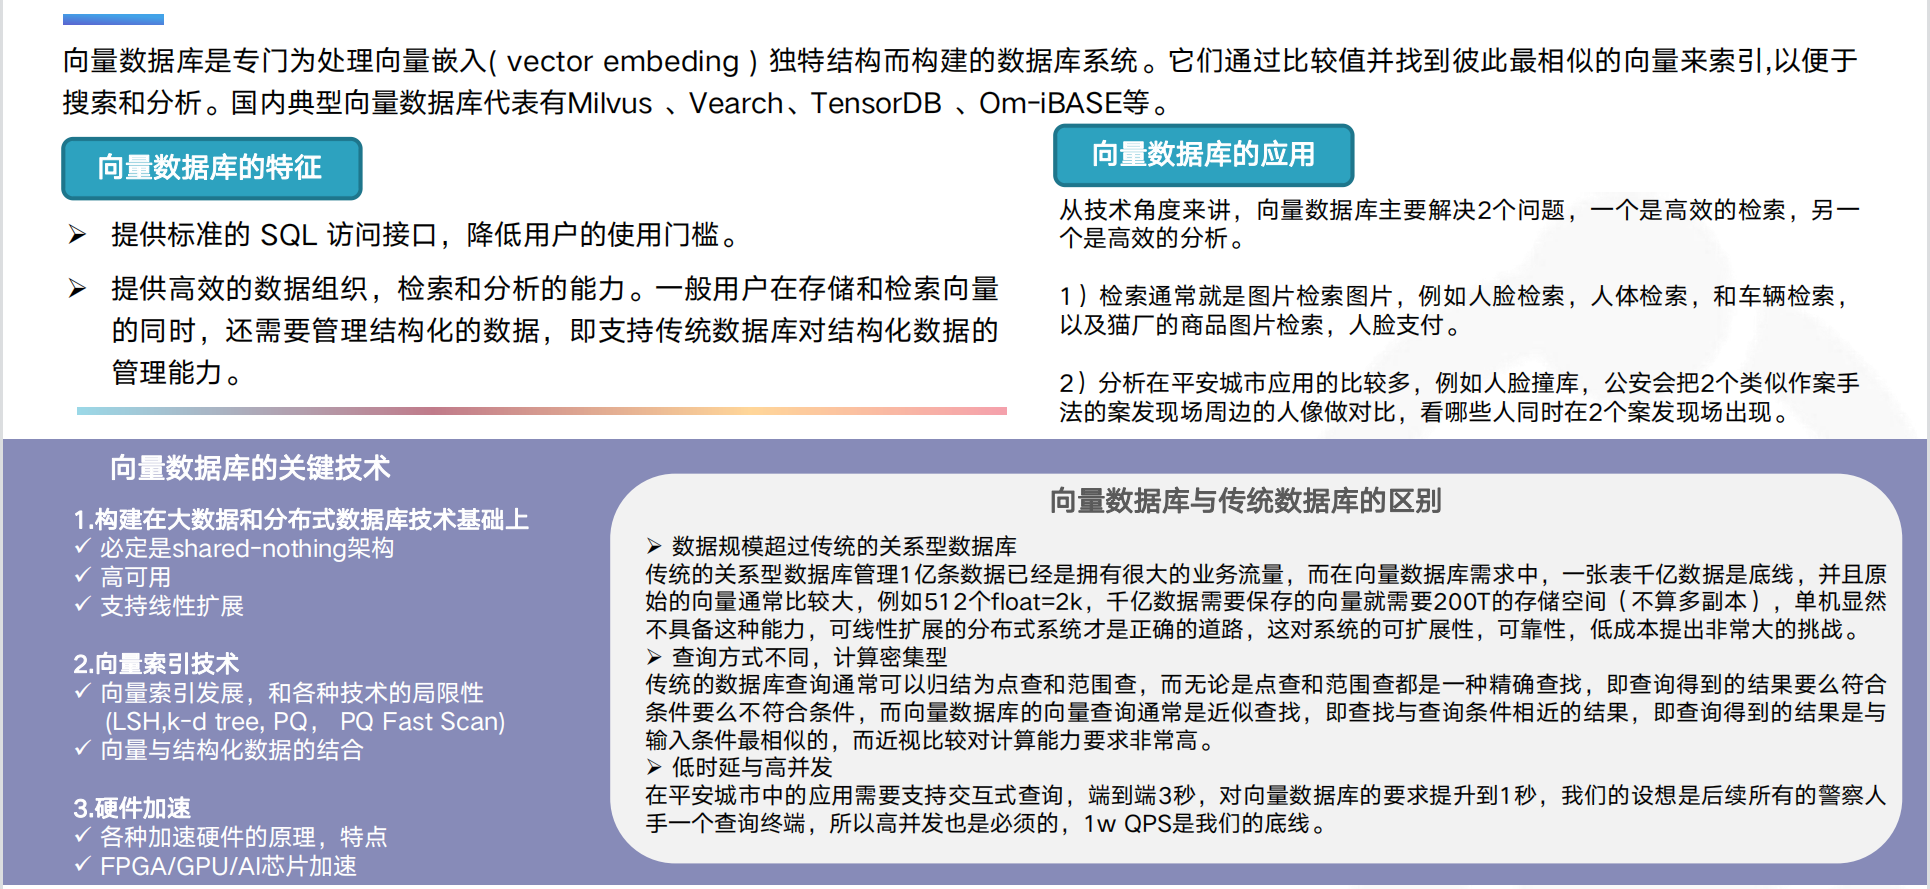 向量数据库是专门为处理向量嵌入( vector embeding ) 独特结构而构建的数据库系统。它们通过比较值并找到彼此最相似的向量来索引,以便于
搜索和分析。国内典型向量数据库代表有Milvus 、Vearch、TensorDB 、Om-iBASE等。
向量数据库的特征
➢ 提供标准的 SQL 访问接口，降低用户的使用门槛。
➢ 提供高效的数据组织，检索和分析的能力。一般用户在存储和检索向量
的同时，还需要管理结构化的数据，即支持传统数据库对结构化数据的
管理能力。
向量数据库的应用
从技术角度来讲，向量数据库主要解决2个问题，一个是高效的检索，另一
个是高效的分析。
1）检索通常就是图片检索图片，例如人脸检索，人体检索，和车辆检索，
以及猫厂的商品图片检索，人脸支付。
2）分析在平安城市应用的比较多，例如人脸撞库，公安会把2个类似作案手
法的案发现场周边的人像做对比，看哪些人同时在2个案发现场出现。
向量数据库的关键技术
1.构建在大数据和分布式数据库技术基础上
✓ 必定是shared-nothing架构
✓ 高可用
✓ 支持线性扩展
2.向量索引技术
✓ 向量索引发展，和各种技术的局限性
(LSH,k-d tree, PQ， PQ Fast Scan)
✓ 向量与结构化数据的结合
3.硬件加速
✓ 各种加速硬件的原理，特点
✓ FPGA/GPU/AI芯片加速
向量数据库与传统数据库的区别
➢ 数据规模超过传统的关系型数据库
传统的关系型数据库管理1亿条数据已经是拥有很大的业务流量，而在向量数据库需求中，一张表千亿数据是底线，并且原
始的向量通常比较大，例如512个float=2k，千亿数据需要保存的向量就需要200T的存储空间（不算多副本），单机显然
不具备这种能力，可线性扩展的分布式系统才是正确的道路，这对系统的可扩展性，可靠性，低成本提出非常大的挑战。
➢ 查询方式不同，计算密集型
传统的数据库查询通常可以归结为点查和范围查，而无论是点查和范围查都是一种精确查找，即查询得到的结果要么符合
条件要么不符合条件，而向量数据库的向量查询通常是近似查找，即查找与查询条件相近的结果，即查询得到的结果是与
输入条件最相似的，而近视比较对计算能力要求非常高。
➢ 低时延与高并发
在平安城市中的应用需要支持交互式查询，端到端3秒，对向量数据库的要求提升到1秒，我们的设想是后续所有的警察人
手一个查询终端，所以高并发也是必须的，1w QPS是我们的底线。